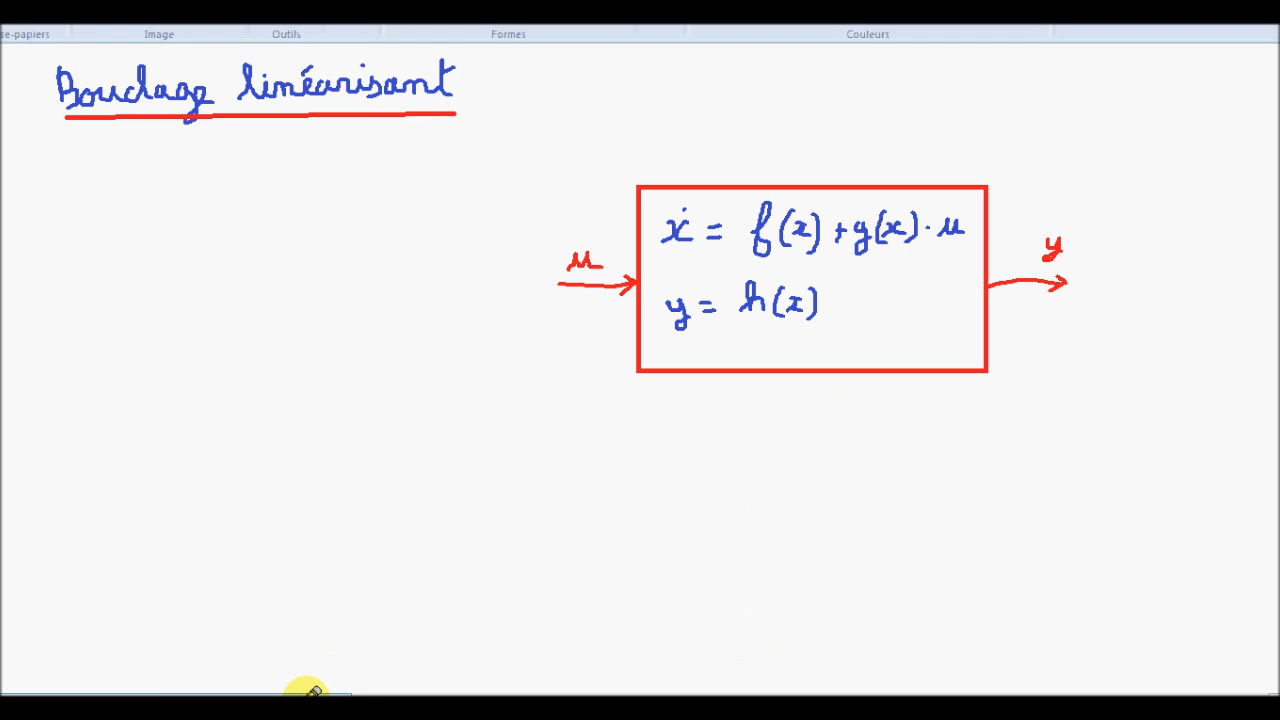 se-papiers Image Outils Formes Couleurs
Bouclage linéarisant
ẋ = f(x) + g(x) · u
u
y
y = h(x)